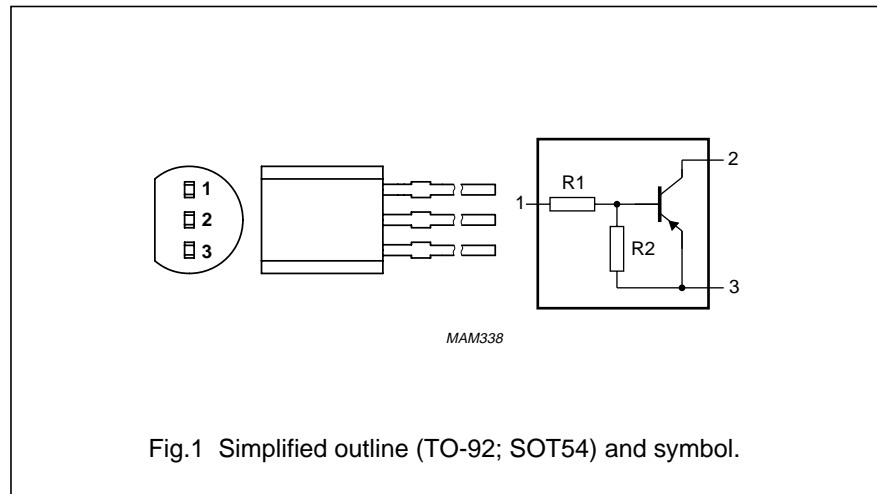 1
2
3
1
R1
R2
2
3
MAM338
Fig.1 Simplified outline (TO-92; SOT54) and symbol.